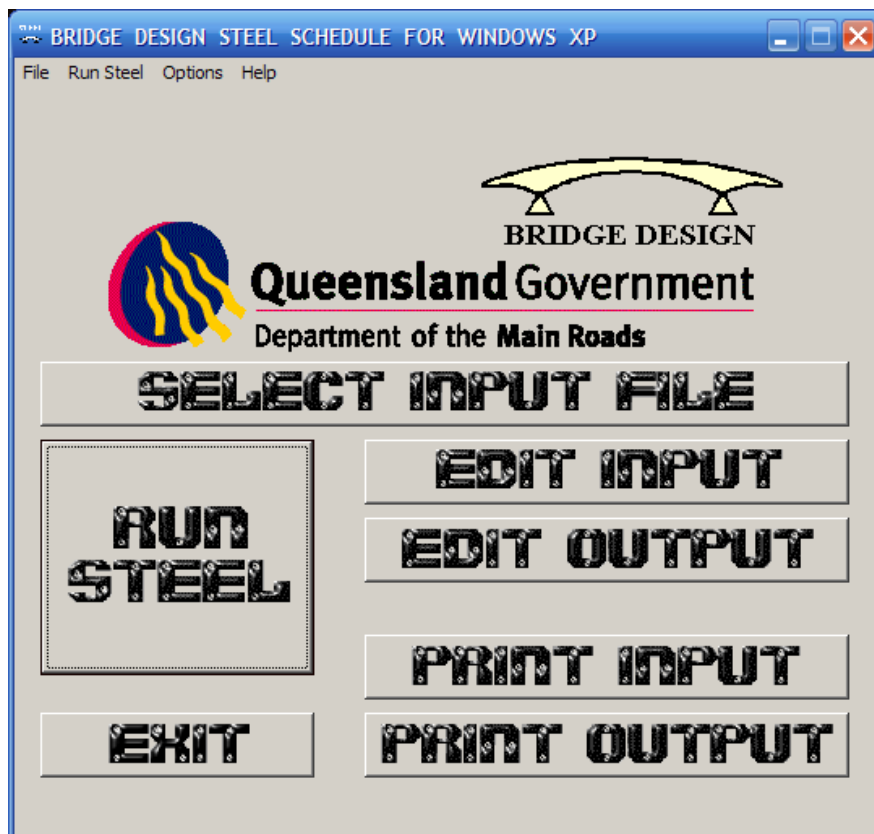 BRIDGE DESIGN STEEL SCHEDULE FOR WINDOWS XP
File Run Steel Options Help
BRIDGE DESIGN
Queensland Government
Department of the Main Roads
SELECT INPUT FILE
RUN
STEEL
EDIT INPUT
EDIT OUTPUT
PRINT INPUT
EXIT
PRINT OUTPUT